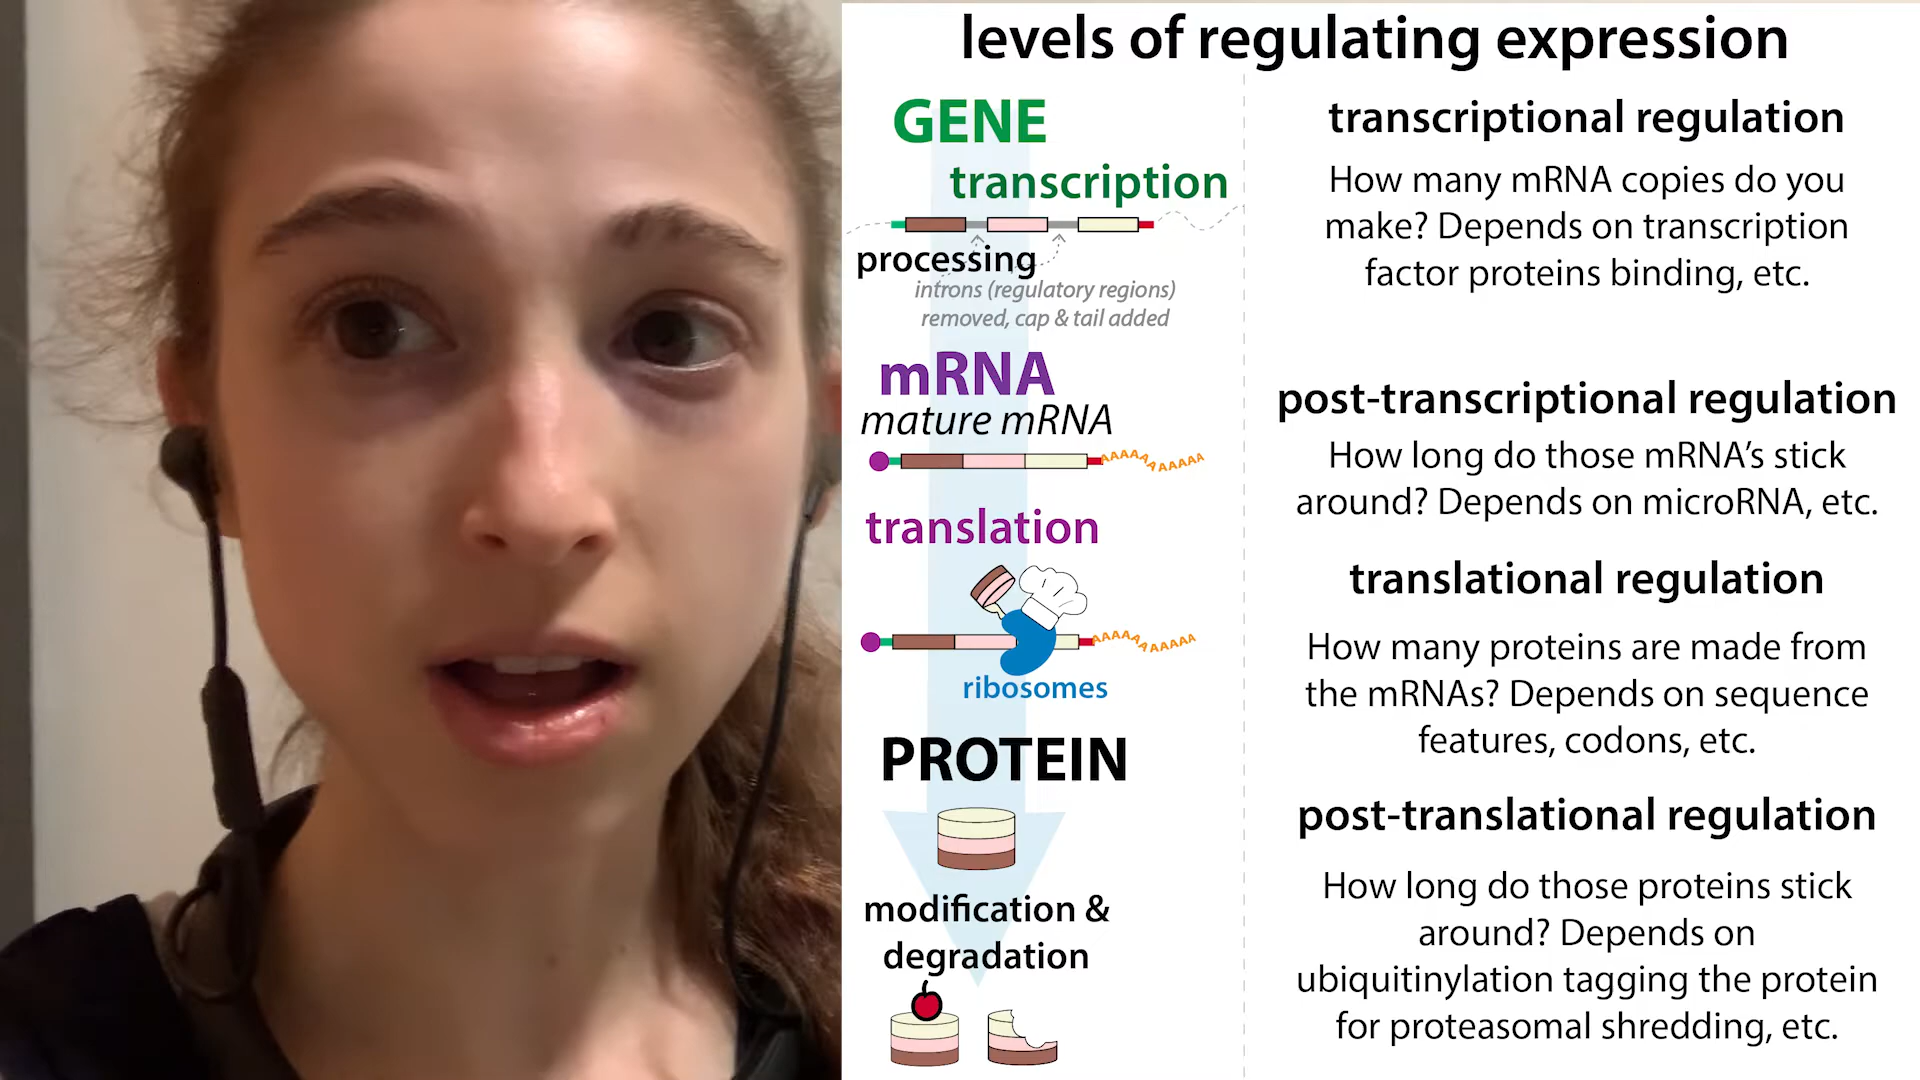 levels of regulating expression
GENE
transcription
processing
introns (regulatory regions)
removed, cap & tail added
mRNA
mature mRNA
AAAAAAAAAAA
translation
AAAAAAAAAAA
ribosomes
PROTEIN
modification &
degradation
transcriptional regulation
How many mRNA copies do you
make? Depends on transcription
factor proteins binding, etc.
post-transcriptional regulation
How long do those mRNA’s stick
around? Depends on microRNA, etc.
translational regulation
How many proteins are made from
the mRNAs? Depends on sequence
features, codons, etc.
post-translational regulation
How long do those proteins stick
around? Depends on
ubiquitinylation tagging the protein
for proteasomal shredding, etc.